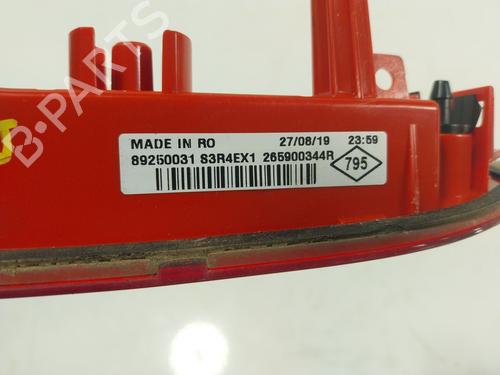 B-PARTS
MADE IN RO 27/08/19 23:59
89250031 S3R4EX1 265900344R
795